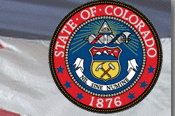 STATE · OF · COLORADO
NIL SINE NUMINE
1876